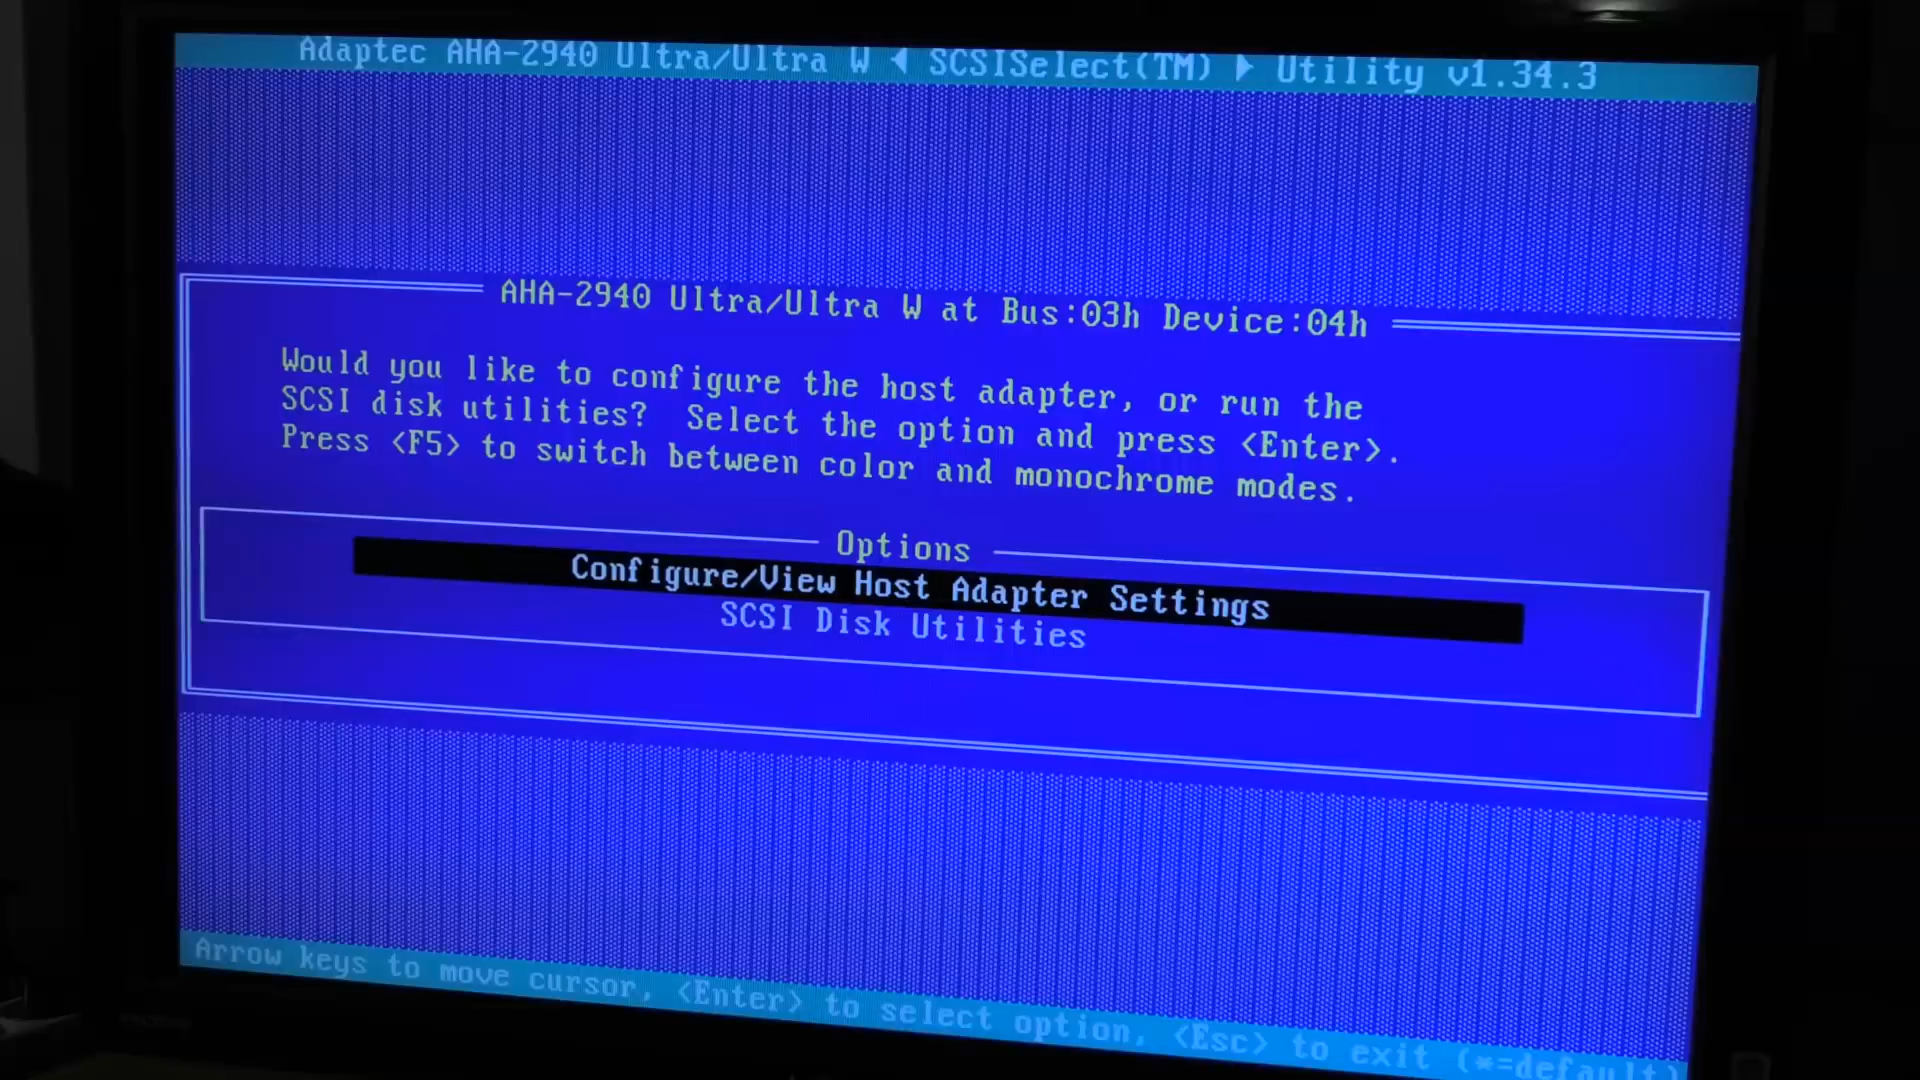 Adaptec AHA-2940 Ultra/Ultra W ◄ SCSISelect(TM) ► Utility v1.34.3
AHA-2940 Ultra/Ultra W at Bus:03h Device:04h
Would you like to configure the host adapter, or run the
SCSI disk utilities?  Select the option and press <Enter>.
Press <F5> to switch between color and monochrome modes.
Options
Configure/View Host Adapter Settings
SCSI Disk Utilities
Arrow keys to move cursor, <Enter> to select option, <Esc> to exit (*=default)